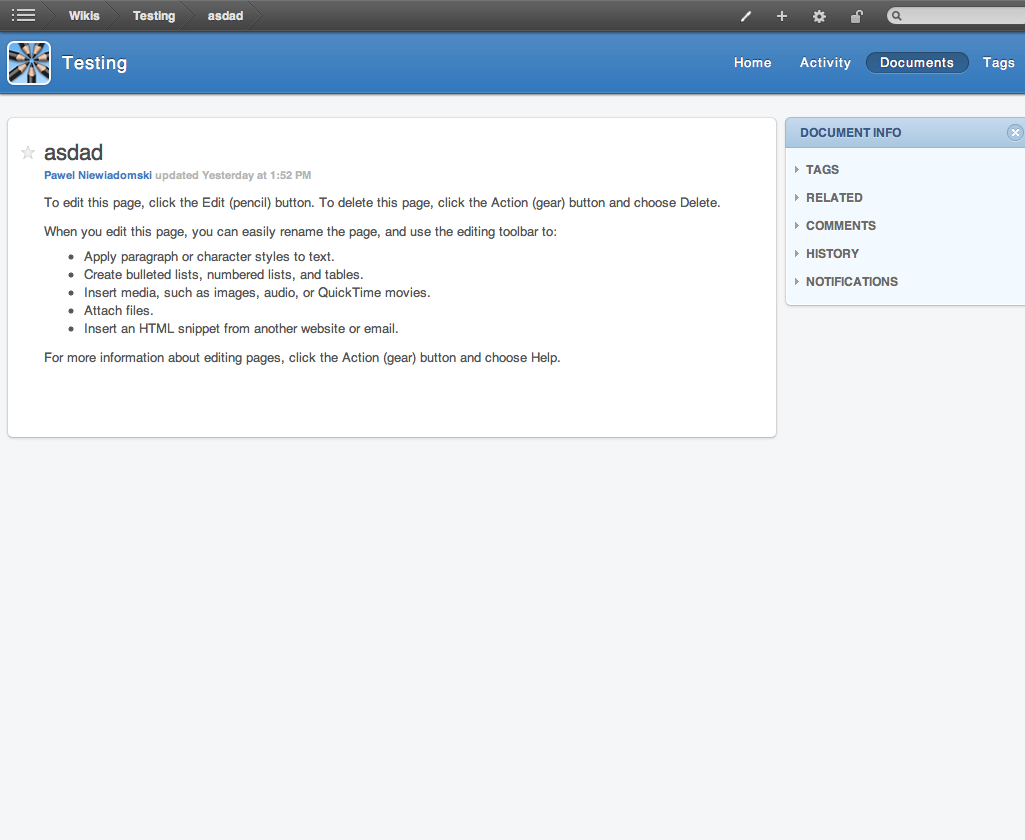 Wikis Testing asdad
Testing
Home Activity Documents Tags
asdad
Pawel Niewiadomski updated Yesterday at 1:52 PM
To edit this page, click the Edit (pencil) button. To delete this page, click the Action (gear) button and choose Delete.
When you edit this page, you can easily rename the page, and use the editing toolbar to:
• Apply paragraph or character styles to text.
• Create bulleted lists, numbered lists, and tables.
• Insert media, such as images, audio, or QuickTime movies.
• Attach files.
• Insert an HTML snippet from another website or email.
For more information about editing pages, click the Action (gear) button and choose Help.
DOCUMENT INFO
TAGS
RELATED
COMMENTS
HISTORY
NOTIFICATIONS